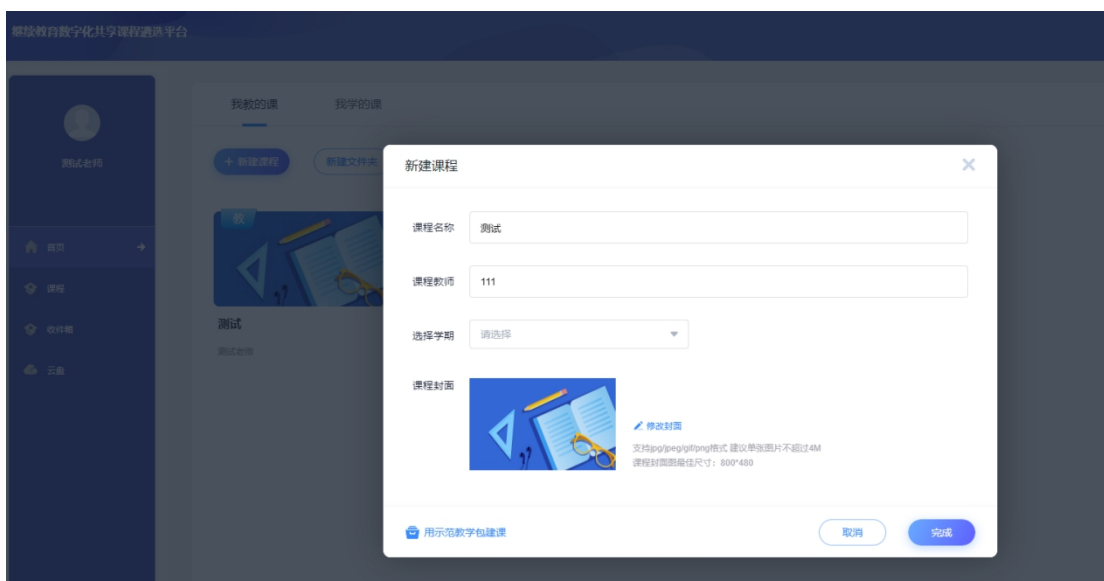 继续教育数字化共享课程遴选平台
测试老师
首页
课程
收件箱
云盘
我教的课
我学的课
+ 新建课程
新建文件夹
教
测试
测试老师
新建课程
课程名称
测试
课程教师
111
选择学期
请选择
课程封面
修改封面
支持jpg/jpeg/gif/png格式 建议单张图片不超过4M
课程封面图最佳尺寸：800*480
用示范教学包建课
取消
完成